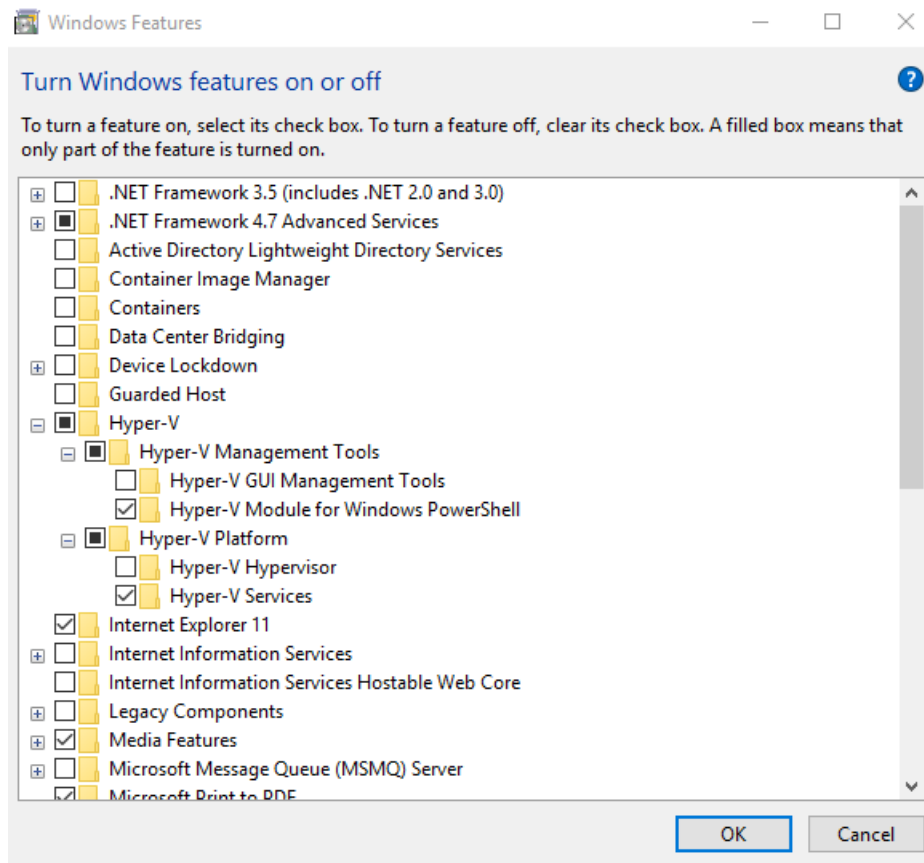 Windows Features
Turn Windows features on or off
?
To turn a feature on, select its check box. To turn a feature off, clear its check box. A filled box means that
only part of the feature is turned on.
.NET Framework 3.5 (includes .NET 2.0 and 3.0)
.NET Framework 4.7 Advanced Services
Active Directory Lightweight Directory Services
Container Image Manager
Containers
Data Center Bridging
Device Lockdown
Guarded Host
Hyper-V
Hyper-V Management Tools
Hyper-V GUI Management Tools
Hyper-V Module for Windows PowerShell
Hyper-V Platform
Hyper-V Hypervisor
Hyper-V Services
Internet Explorer 11
Internet Information Services
Internet Information Services Hostable Web Core
Legacy Components
Media Features
Microsoft Message Queue (MSMQ) Server
Microsoft Print to PDF
OK
Cancel